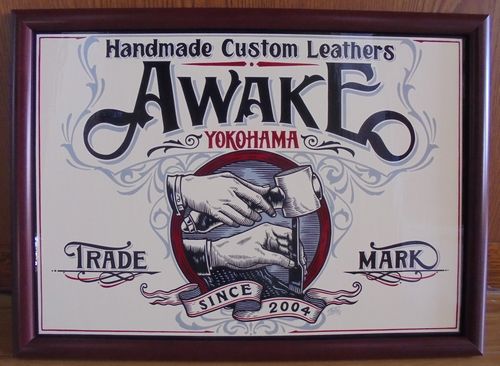 Handmade Custom Leathers
AWAKE
YOKOHAMA
TRADE MARK
SINCE 2004